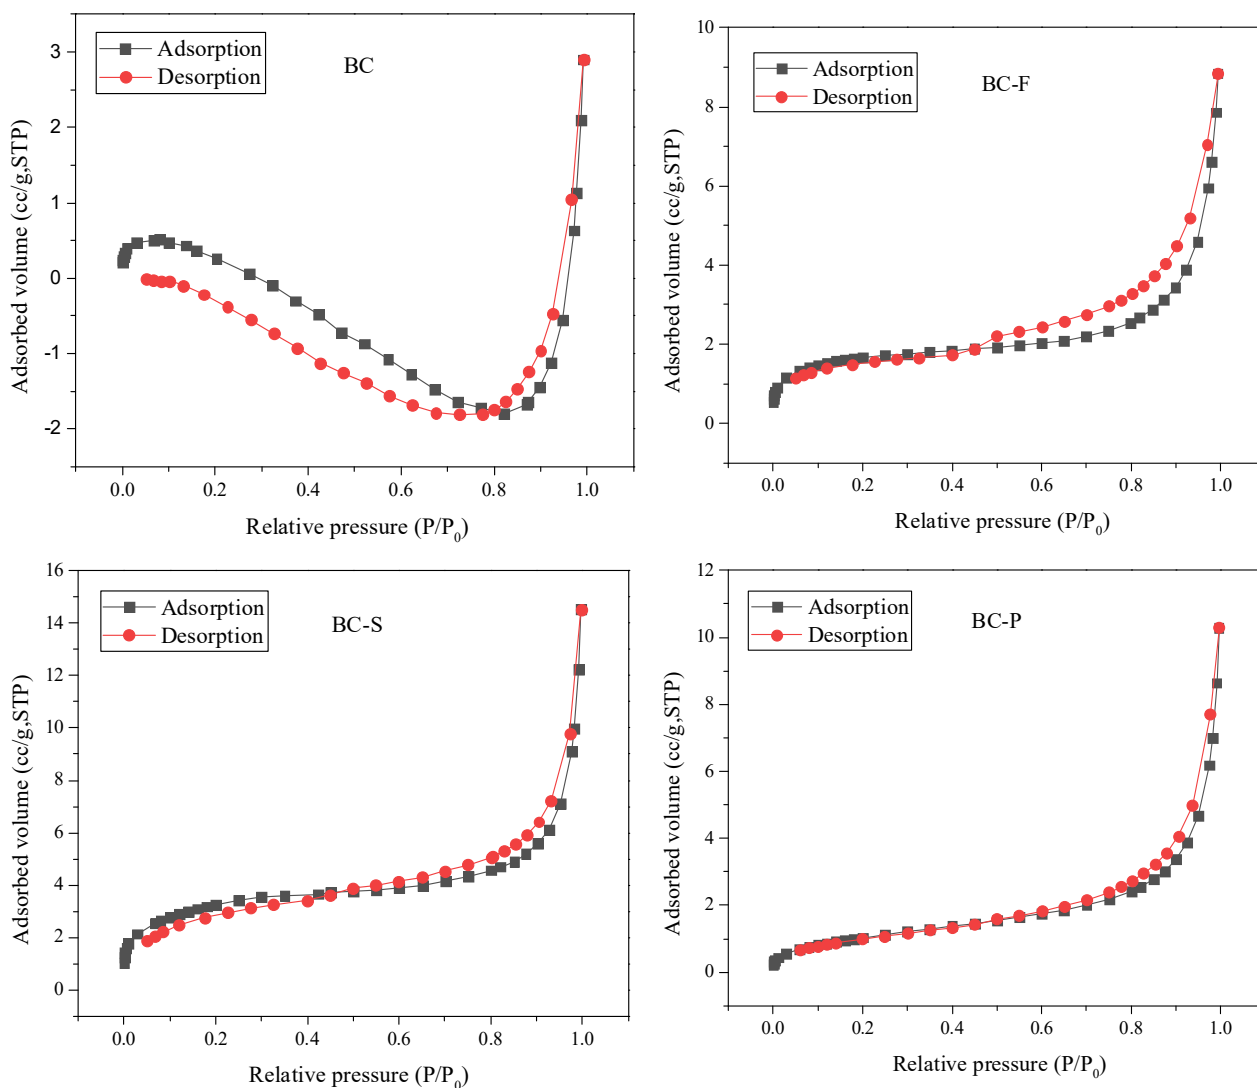 Adsorption
Desorption
BC
Adsorbed volume (cc/g,STP)
3
2
1
0
-1
-2
0.0 0.2 0.4 0.6 0.8 1.0
Relative pressure (P/P0)
Adsorption
Desorption
BC-F
Adsorbed volume (cc/g,STP)
10
8
6
4
2
0
0.0 0.2 0.4 0.6 0.8 1.0
Relative pressure (P/P0)
Adsorption
Desorption
BC-S
Adsorbed volume (cc/g,STP)
16
14
12
10
8
6
4
2
0
0.0 0.2 0.4 0.6 0.8 1.0
Relative pressure (P/P0)
Adsorption
Desorption
BC-P
Adsorbed volume (cc/g,STP)
12
10
8
6
4
2
0
0.0 0.2 0.4 0.6 0.8 1.0
Relative pressure (P/P0)